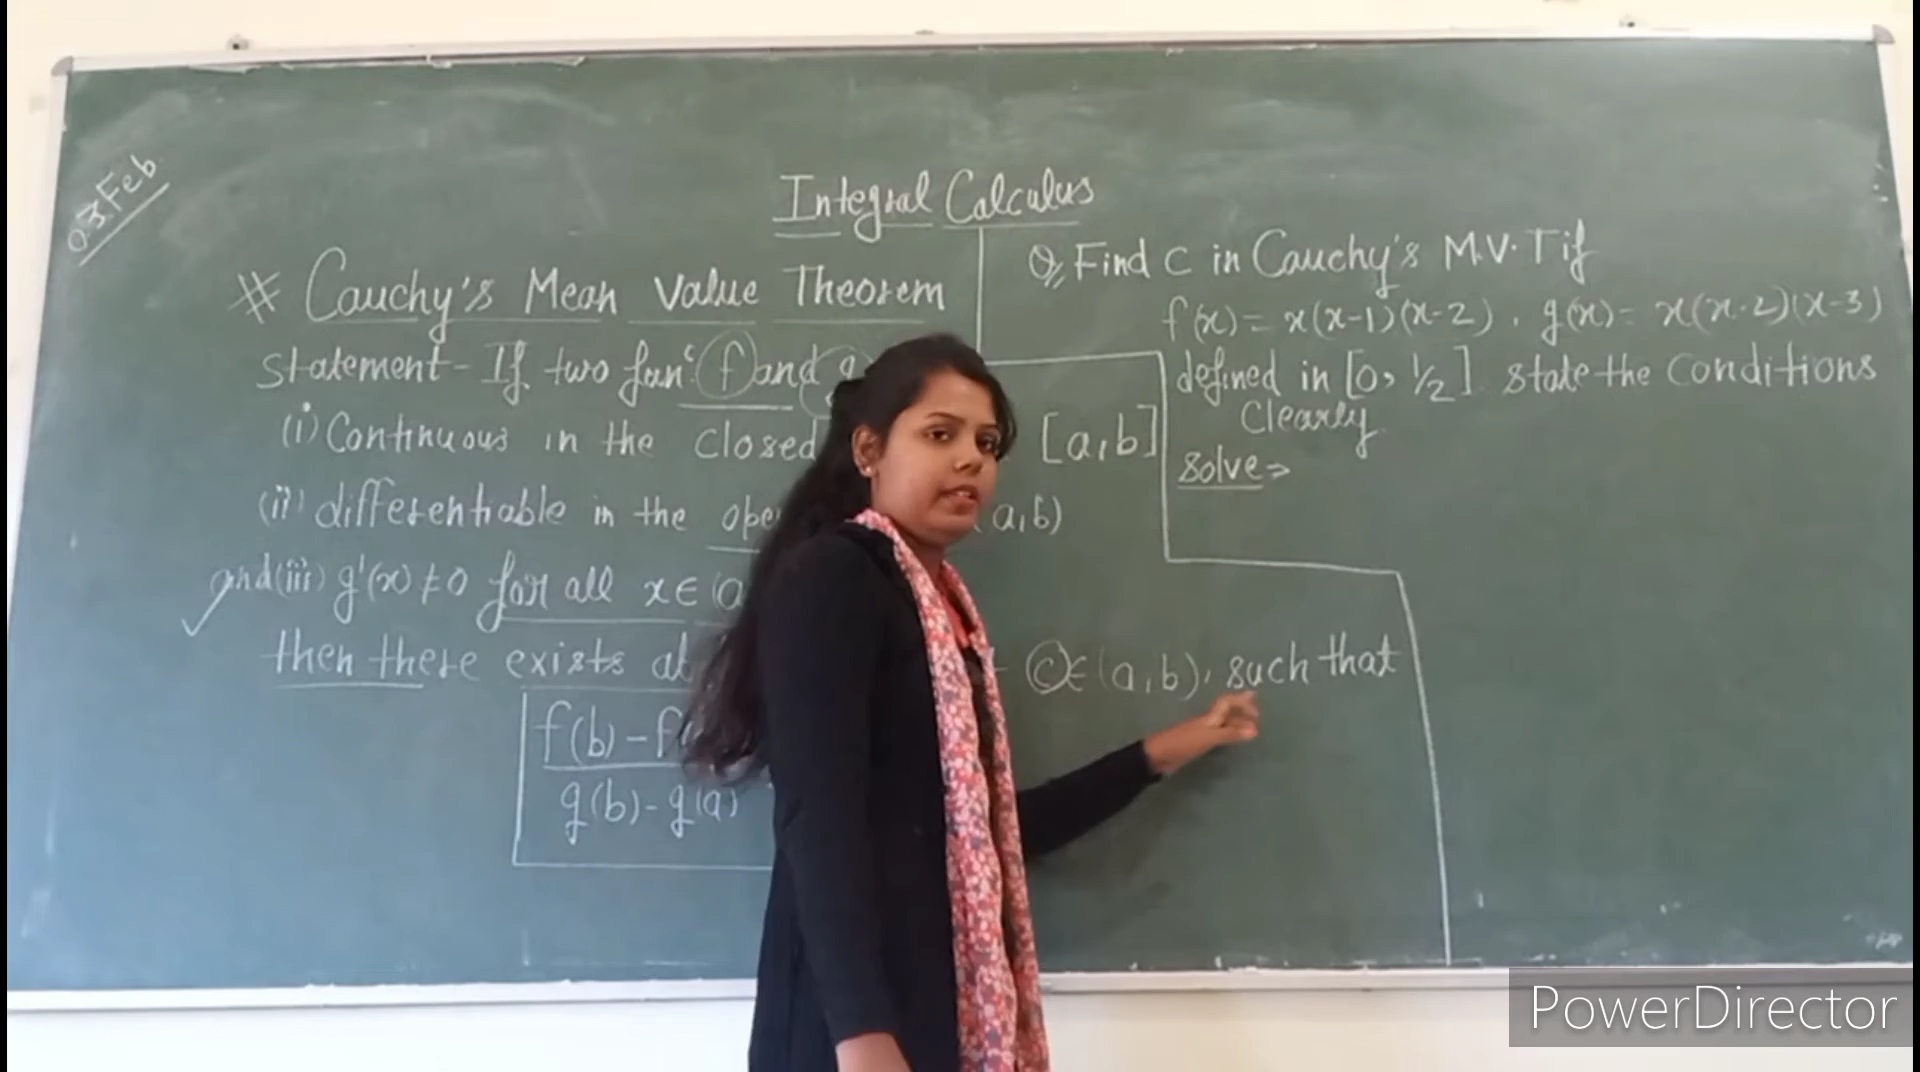 03 Feb
Integral Calculus
# Cauchy's Mean Value Theorem
statement - If two funᶜ. f and g
(i) Continuous in the closed [a,b]
(ii) differentiable in the ope (a,b)
and (iii) g'(x) ≠ 0 for all x ∈ (a
then there exists at c ∈ (a,b), such that
f(b) - f(
g(b) - g(a)
Q, Find c in Cauchy's M.V.T if
f(x) = x(x-1)(x-2), g(x) = x(x-2)(x-3)
defined in [0, 1/2] state the Conditions
Clearly.
Solve ⇒
PowerDirector